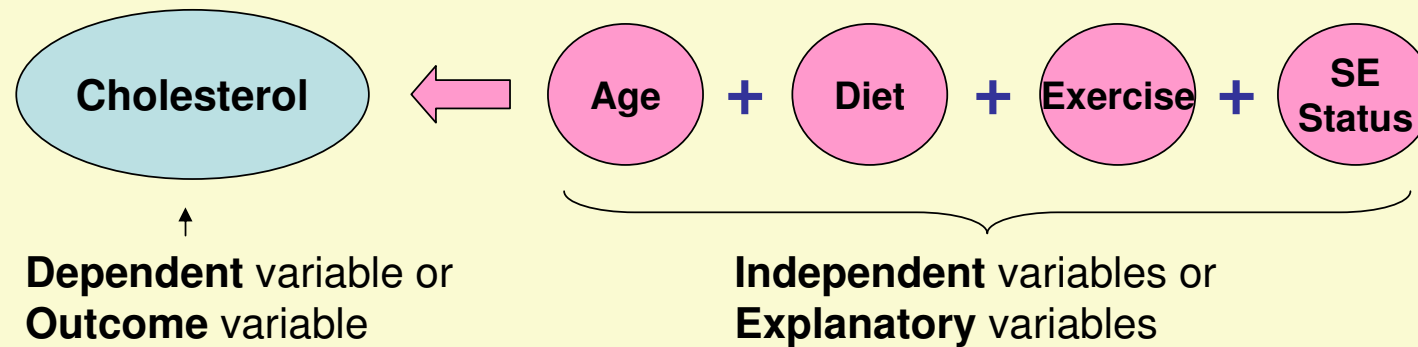 Cholesterol
Age + Diet + Exercise + SE Status
Dependent variable or
Outcome variable
Independent variables or
Explanatory variables